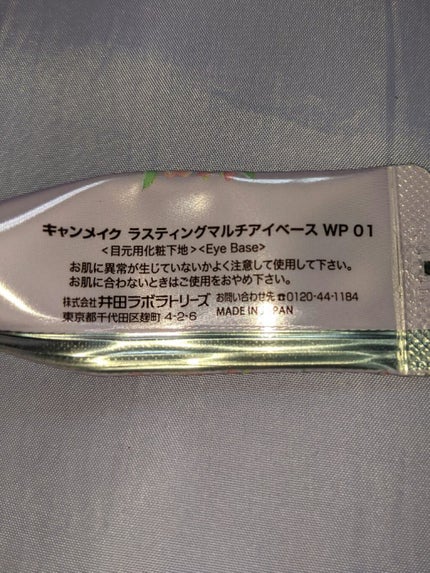 キャンメイク ラスティングマルチアイベース WP 01
<目元用化粧下地><Eye Base>
お肌に異常が生じていないかよく注意して使用して下さい。
お肌に合わないときはご使用をおやめ下さい。
株式会社 井田ラボラトリーズ お問い合わせ先☎0120-44-1184
東京都千代田区麹町 4-2-6 MADE IN JAPAN